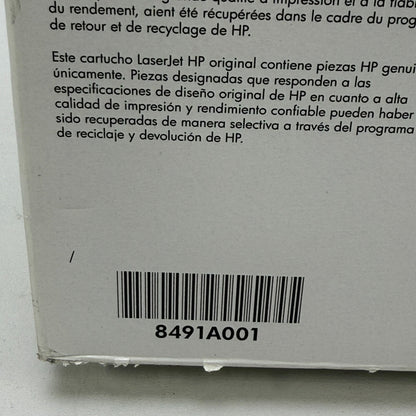 du rendement, aient été récupérées dans le cadre du prog
de retour et de recyclage de HP.
Este cartucho LaserJet HP original contiene piezas HP genui
únicamente. Piezas designadas que responden a las
especificaciones de diseño original de HP en cuanto a alta
calidad de impresión y rendimiento confiable pueden haber
sido recuperadas de manera selectiva a través del programa
de reciclaje y devolución de HP.
/
8491A001